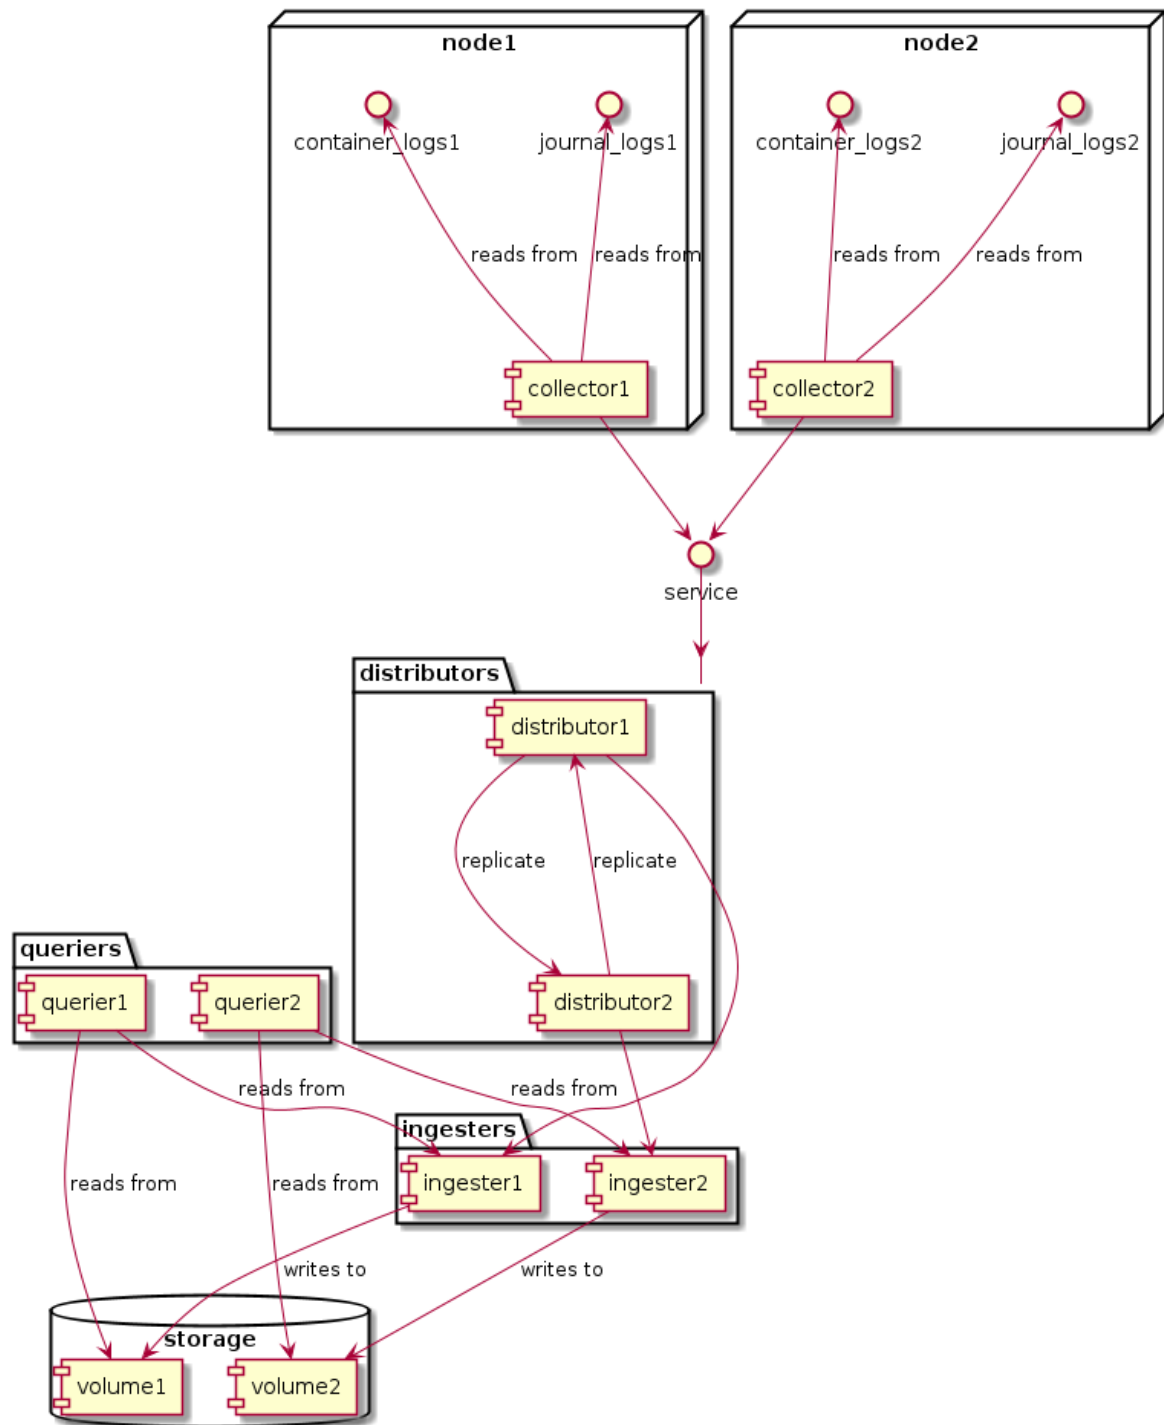 node1
node2
container_logs1
journal_logs1
container_logs2
journal_logs2
reads from
reads from
reads from
reads from
collector1
collector2
service
distributors
distributor1
replicate
replicate
queriers
querier1
querier2
distributor2
reads from
reads from
ingesters
reads from
reads from
ingester1
ingester2
writes to
writes to
storage
volume1
volume2